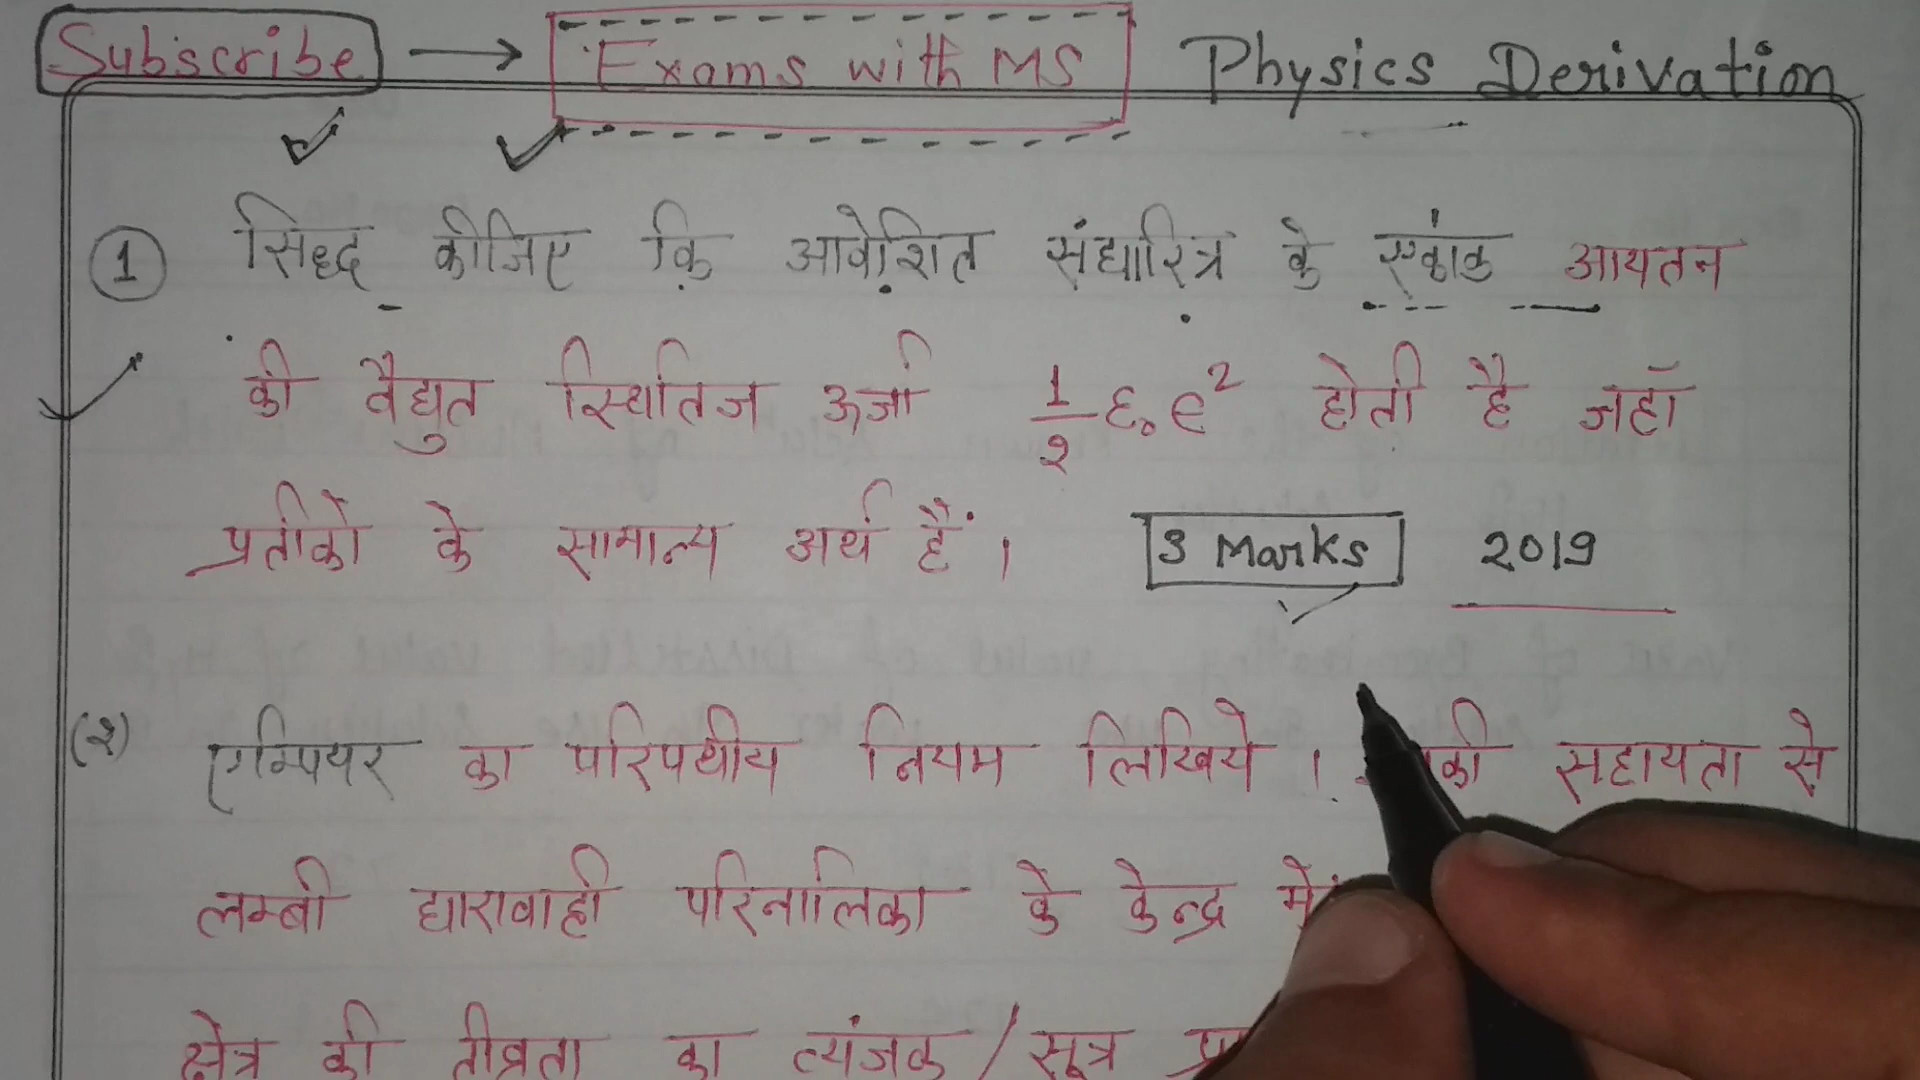 Subscribe → Exams with MS Physics Derivation
① सिद्ध कीजिए कि आवेशित संधारित्र के एकांक आयतन
की वैद्युत स्थितिज ऊर्जा 1/2 ε₀ e² होती है जहाँ
प्रतीकों के सामान्य अर्थ हैं ।
3 Marks 2019
(2) एम्पियर का परिपथीय नियम लिखिये । की सहायता से
लम्बी धारावाही परिनालिका के केन्द्र में
क्षेत्र की तीव्रता का व्यंजक / सूत्र